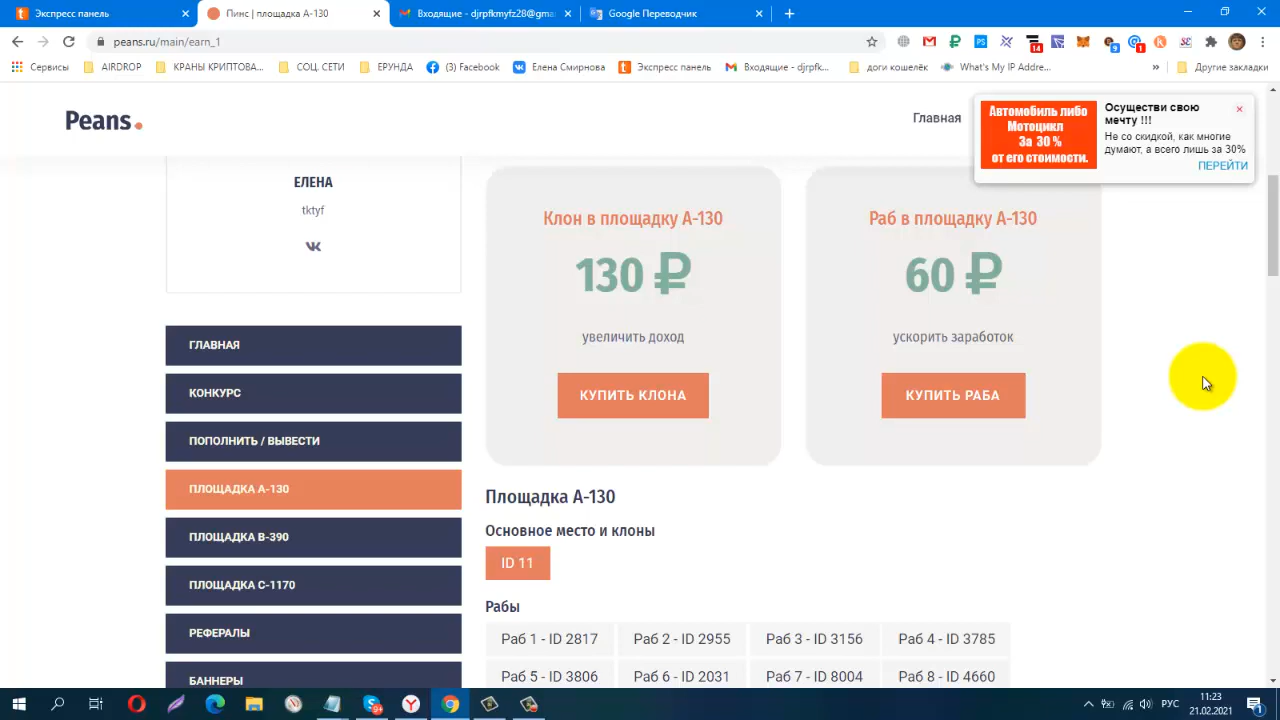 Экспресс панель
Пинс | площадка А-130
Входящие - djrpfkmyfz28@gma
Google Переводчик
peans.ru/main/earn_1
14
9
1
Сервисы
AIRDROP
КРАНЫ КРИПТОВА...
СОЦ. СЕТИ
ЕРУНДА
(3) Facebook
Елена Смирнова
Экспресс панель
Входящие - djrpfk...
доги кошелёк
What's My IP Addre...
»
Другие закладки
Peans.
Главная
Автомобиль либо
Мотоцикл
За 30 %
от его стоимости.
Осуществи свою
мечту !!!
Не со скидкой, как многие
думают, а всего лишь за 30%
ПЕРЕЙТИ
ЕЛЕНА
tktyf
ГЛАВНАЯ
КОНКУРС
ПОПОЛНИТЬ / ВЫВЕСТИ
ПЛОЩАДКА А-130
ПЛОЩАДКА B-390
ПЛОЩАДКА С-1170
РЕФЕРАЛЫ
БАННЕРЫ
Клон в площадку А-130
130 ₽
увеличить доход
КУПИТЬ КЛОНА
Раб в площадку А-130
60 ₽
ускорить заработок
КУПИТЬ РАБА
Площадка А-130
Основное место и клоны
ID 11
Рабы
Раб 1 - ID 2817
Раб 2 - ID 2955
Раб 3 - ID 3156
Раб 4 - ID 3785
Раб 5 - ID 3806
Раб 6 - ID 2031
Раб 7 - ID 8004
Раб 8 - ID 4660
РУС
11:23
21.02.2021